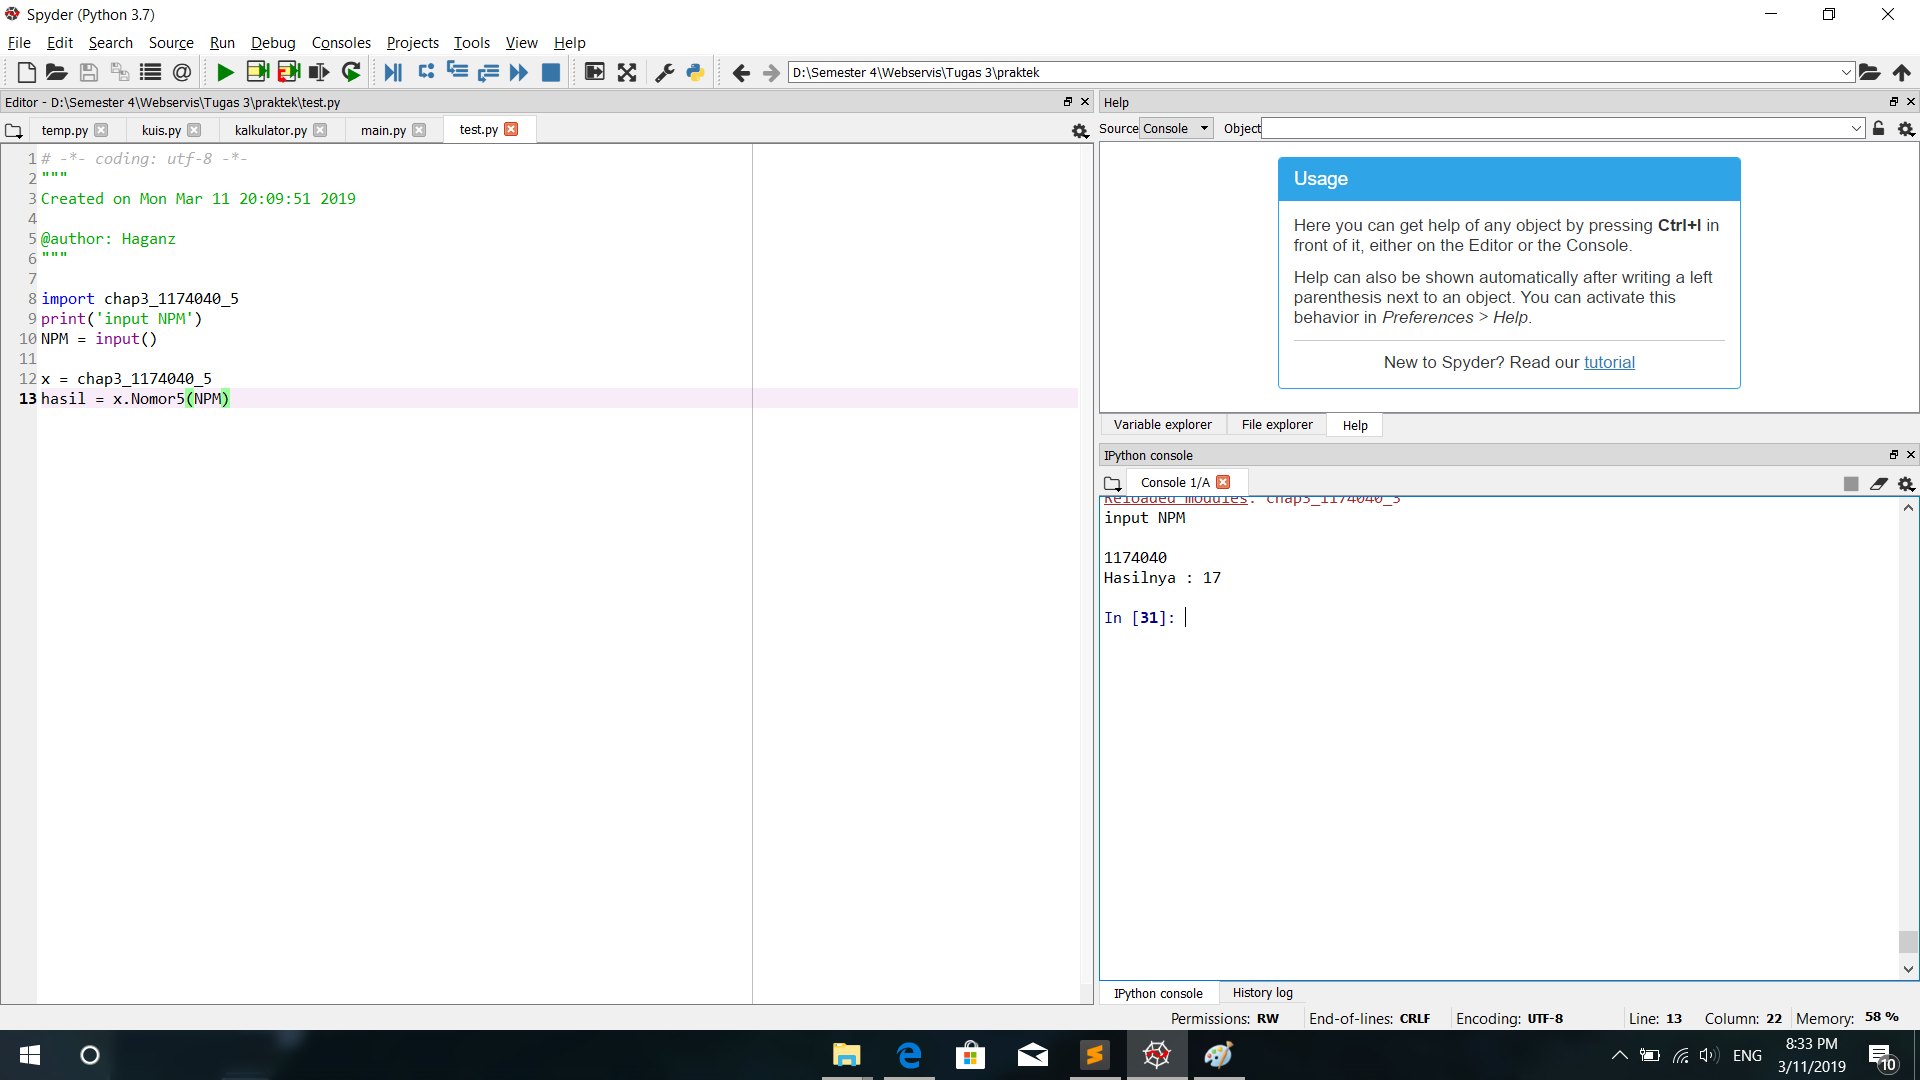 Spyder (Python 3.7)
File Edit Search Source Run Debug Consoles Projects Tools View Help
D:\Semester 4\Webservis\Tugas 3\praktek
Editor - D:\Semester 4\Webservis\Tugas 3\praktek\test.py
temp.py kuis.py kalkulator.py main.py test.py
1 # -*- coding: utf-8 -*-
2 """
3 Created on Mon Mar 11 20:09:51 2019
4
5 @author: Haganz
6 """
7
8 import chap3_1174040_5
9 print('input NPM')
10 NPM = input()
11
12 x = chap3_1174040_5
13 hasil = x.Nomor5(NPM)
Help
Source Console Object
Usage
Here you can get help of any object by pressing Ctrl+I in
front of it, either on the Editor or the Console.
Help can also be shown automatically after writing a left
parenthesis next to an object. You can activate this
behavior in Preferences > Help.
New to Spyder? Read our tutorial
Variable explorer File explorer Help
IPython console
Console 1/A
Reloaded modules:
input NPM
1174040
Hasilnya : 17
In [31]:
IPython console History log
Permissions: RW End-of-lines: CRLF Encoding: UTF-8 Line: 13 Column: 22 Memory: 58 %
ENG
8:33 PM
3/11/2019
10